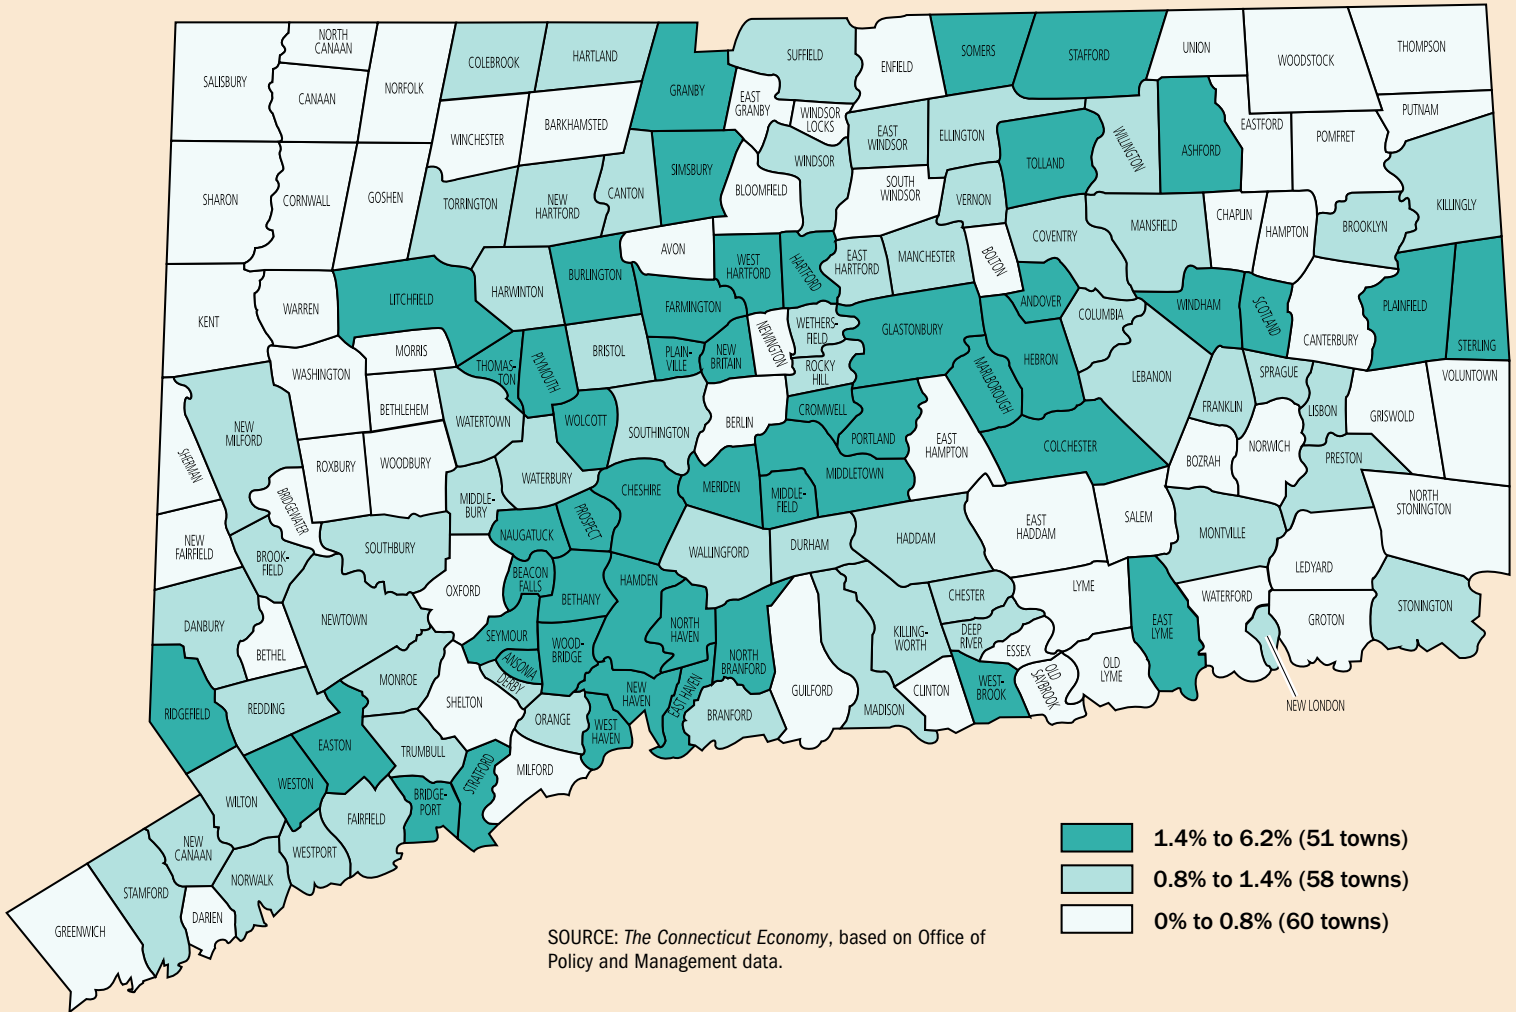 NORTH
CANAAN
SALISBURY
CANAAN
NORFOLK
COLEBROOK
HARTLAND
GRANBY
SUFFIELD
ENFIELD
SOMERS
STAFFORD
UNION
WOODSTOCK
THOMPSON
WINCHESTER
BARKHAMSTED
EAST
GRANBY
WINDSOR
LOCKS
EAST
WINDSOR
ELLINGTON
TOLLAND
WILLINGTON
ASHFORD
EASTFORD
POMFRET
PUTNAM
SHARON
CORNWALL
GOSHEN
TORRINGTON
NEW
HARTFORD
CANTON
SIMSBURY
BLOOMFIELD
WINDSOR
SOUTH
WINDSOR
VERNON
COVENTRY
MANSFIELD
CHAPLIN
HAMPTON
BROOKLYN
KILLINGLY
KENT
WARREN
LITCHFIELD
HARWINTON
BURLINGTON
AVON
WEST
HARTFORD
HARTFORD
EAST
HARTFORD
MANCHESTER
BOLTON
ANDOVER
COLUMBIA
WINDHAM
SCOTLAND
CANTERBURY
PLAINFIELD
STERLING
WASHINGTON
MORRIS
THOMAS-
TON
PLYMOUTH
BRISTOL
FARMINGTON
PLAIN-
VILLE
NEW
BRITAIN
NEWINGTON
WETHERS-
FIELD
ROCKY
HILL
GLASTONBURY
MARLBOROUGH
HEBRON
LEBANON
FRANKLIN
SPRAGUE
LISBON
GRISWOLD
VOLUNTOWN
SHERMAN
NEW
MILFORD
BETHLEHEM
WATERTOWN
WOLCOTT
SOUTHINGTON
BERLIN
CROMWELL
PORTLAND
EAST
HAMPTON
COLCHESTER
BOZRAH
NORWICH
PRESTON
NORTH
STONINGTON
ROXBURY
WOODBURY
WATERBURY
CHESHIRE
MERIDEN
MIDDLE-
FIELD
MIDDLETOWN
BRIDGEWATER
MIDDLE-
BURY
NAUGATUCK
PROSPECT
WALLINGFORD
DURHAM
HADDAM
EAST
HADDAM
SALEM
MONTVILLE
LEDYARD
NEW
FAIRFIELD
BROOK-
FIELD
SOUTHBURY
OXFORD
BEACON
FALLS
BETHANY
HAMDEN
NORTH
HAVEN
NORTH
BRANFORD
GUILFORD
MADISON
KILLING-
WORTH
CHESTER
DEEP
RIVER
ESSEX
LYME
EAST
LYME
WATERFORD
GROTON
STONINGTON
DANBURY
BETHEL
NEWTOWN
SEYMOUR
WOOD-
BRIDGE
ANSONIA
DERBY
MONROE
SHELTON
ORANGE
NEW
HAVEN
WEST
HAVEN
EAST HAVEN
BRANFORD
CLINTON
WEST-
BROOK
OLD
SAYBROOK
OLD
LYME
NEW LONDON
RIDGEFIELD
REDDING
EASTON
TRUMBULL
STRATFORD
MILFORD
WESTON
BRIDGE-
PORT
WILTON
FAIRFIELD
WESTPORT
NEW
CANAAN
NORWALK
STAMFORD
DARIEN
GREENWICH
1.4% to 6.2% (51 towns)
0.8% to 1.4% (58 towns)
0% to 0.8% (60 towns)
SOURCE: The Connecticut Economy, based on Office of
Policy and Management data.